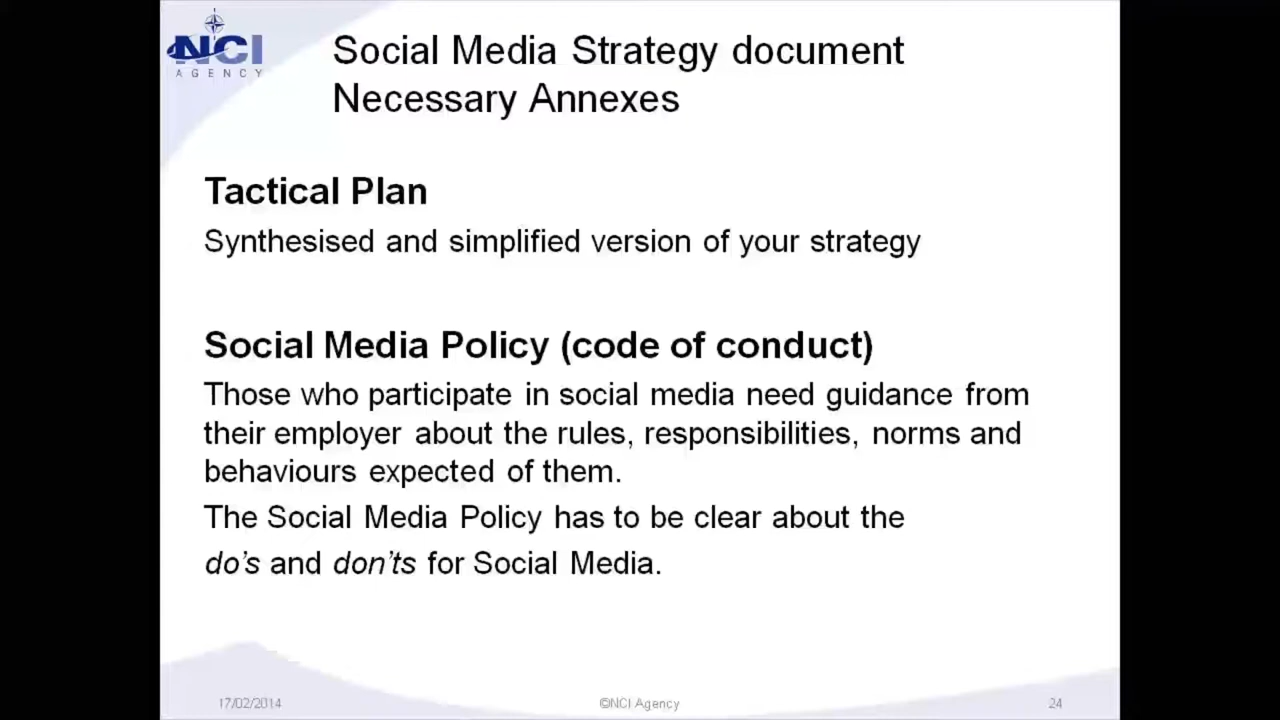 NCI
AGENCY
Social Media Strategy document
Necessary Annexes
Tactical Plan
Synthesised and simplified version of your strategy
Social Media Policy (code of conduct)
Those who participate in social media need guidance from
their employer about the rules, responsibilities, norms and
behaviours expected of them.
The Social Media Policy has to be clear about the
do's and don'ts for Social Media.
17/02/2014
©NCI Agency
24